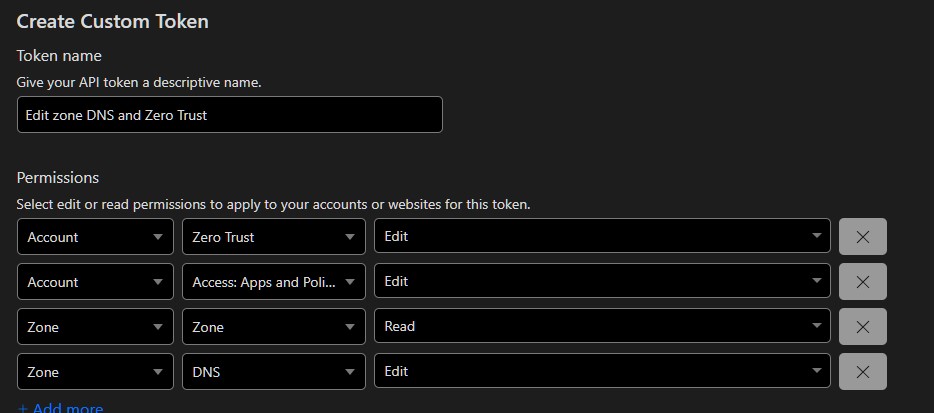 Create Custom Token
Token name
Give your API token a descriptive name.
Edit zone DNS and Zero Trust
Permissions
Select edit or read permissions to apply to your accounts or websites for this token.
Account Zero Trust Edit
Account Access: Apps and Poli... Edit
Zone Zone Read
Zone DNS Edit
+ Add more